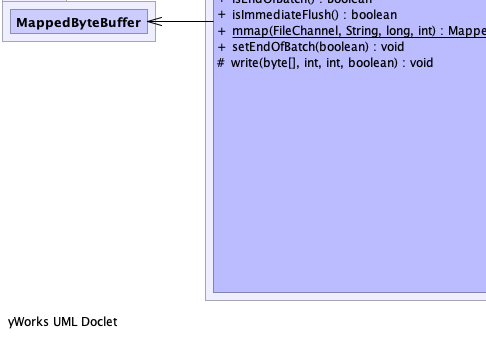 + isEndOfBatch() : boolean
MappedByteBuffer
+ isImmediateFlush() : boolean
+ mmap(FileChannel, String, long, int) : Mappe
+ setEndOfBatch(boolean) : void
# write(byte[], int, int, boolean) : void
yWorks UML Doclet